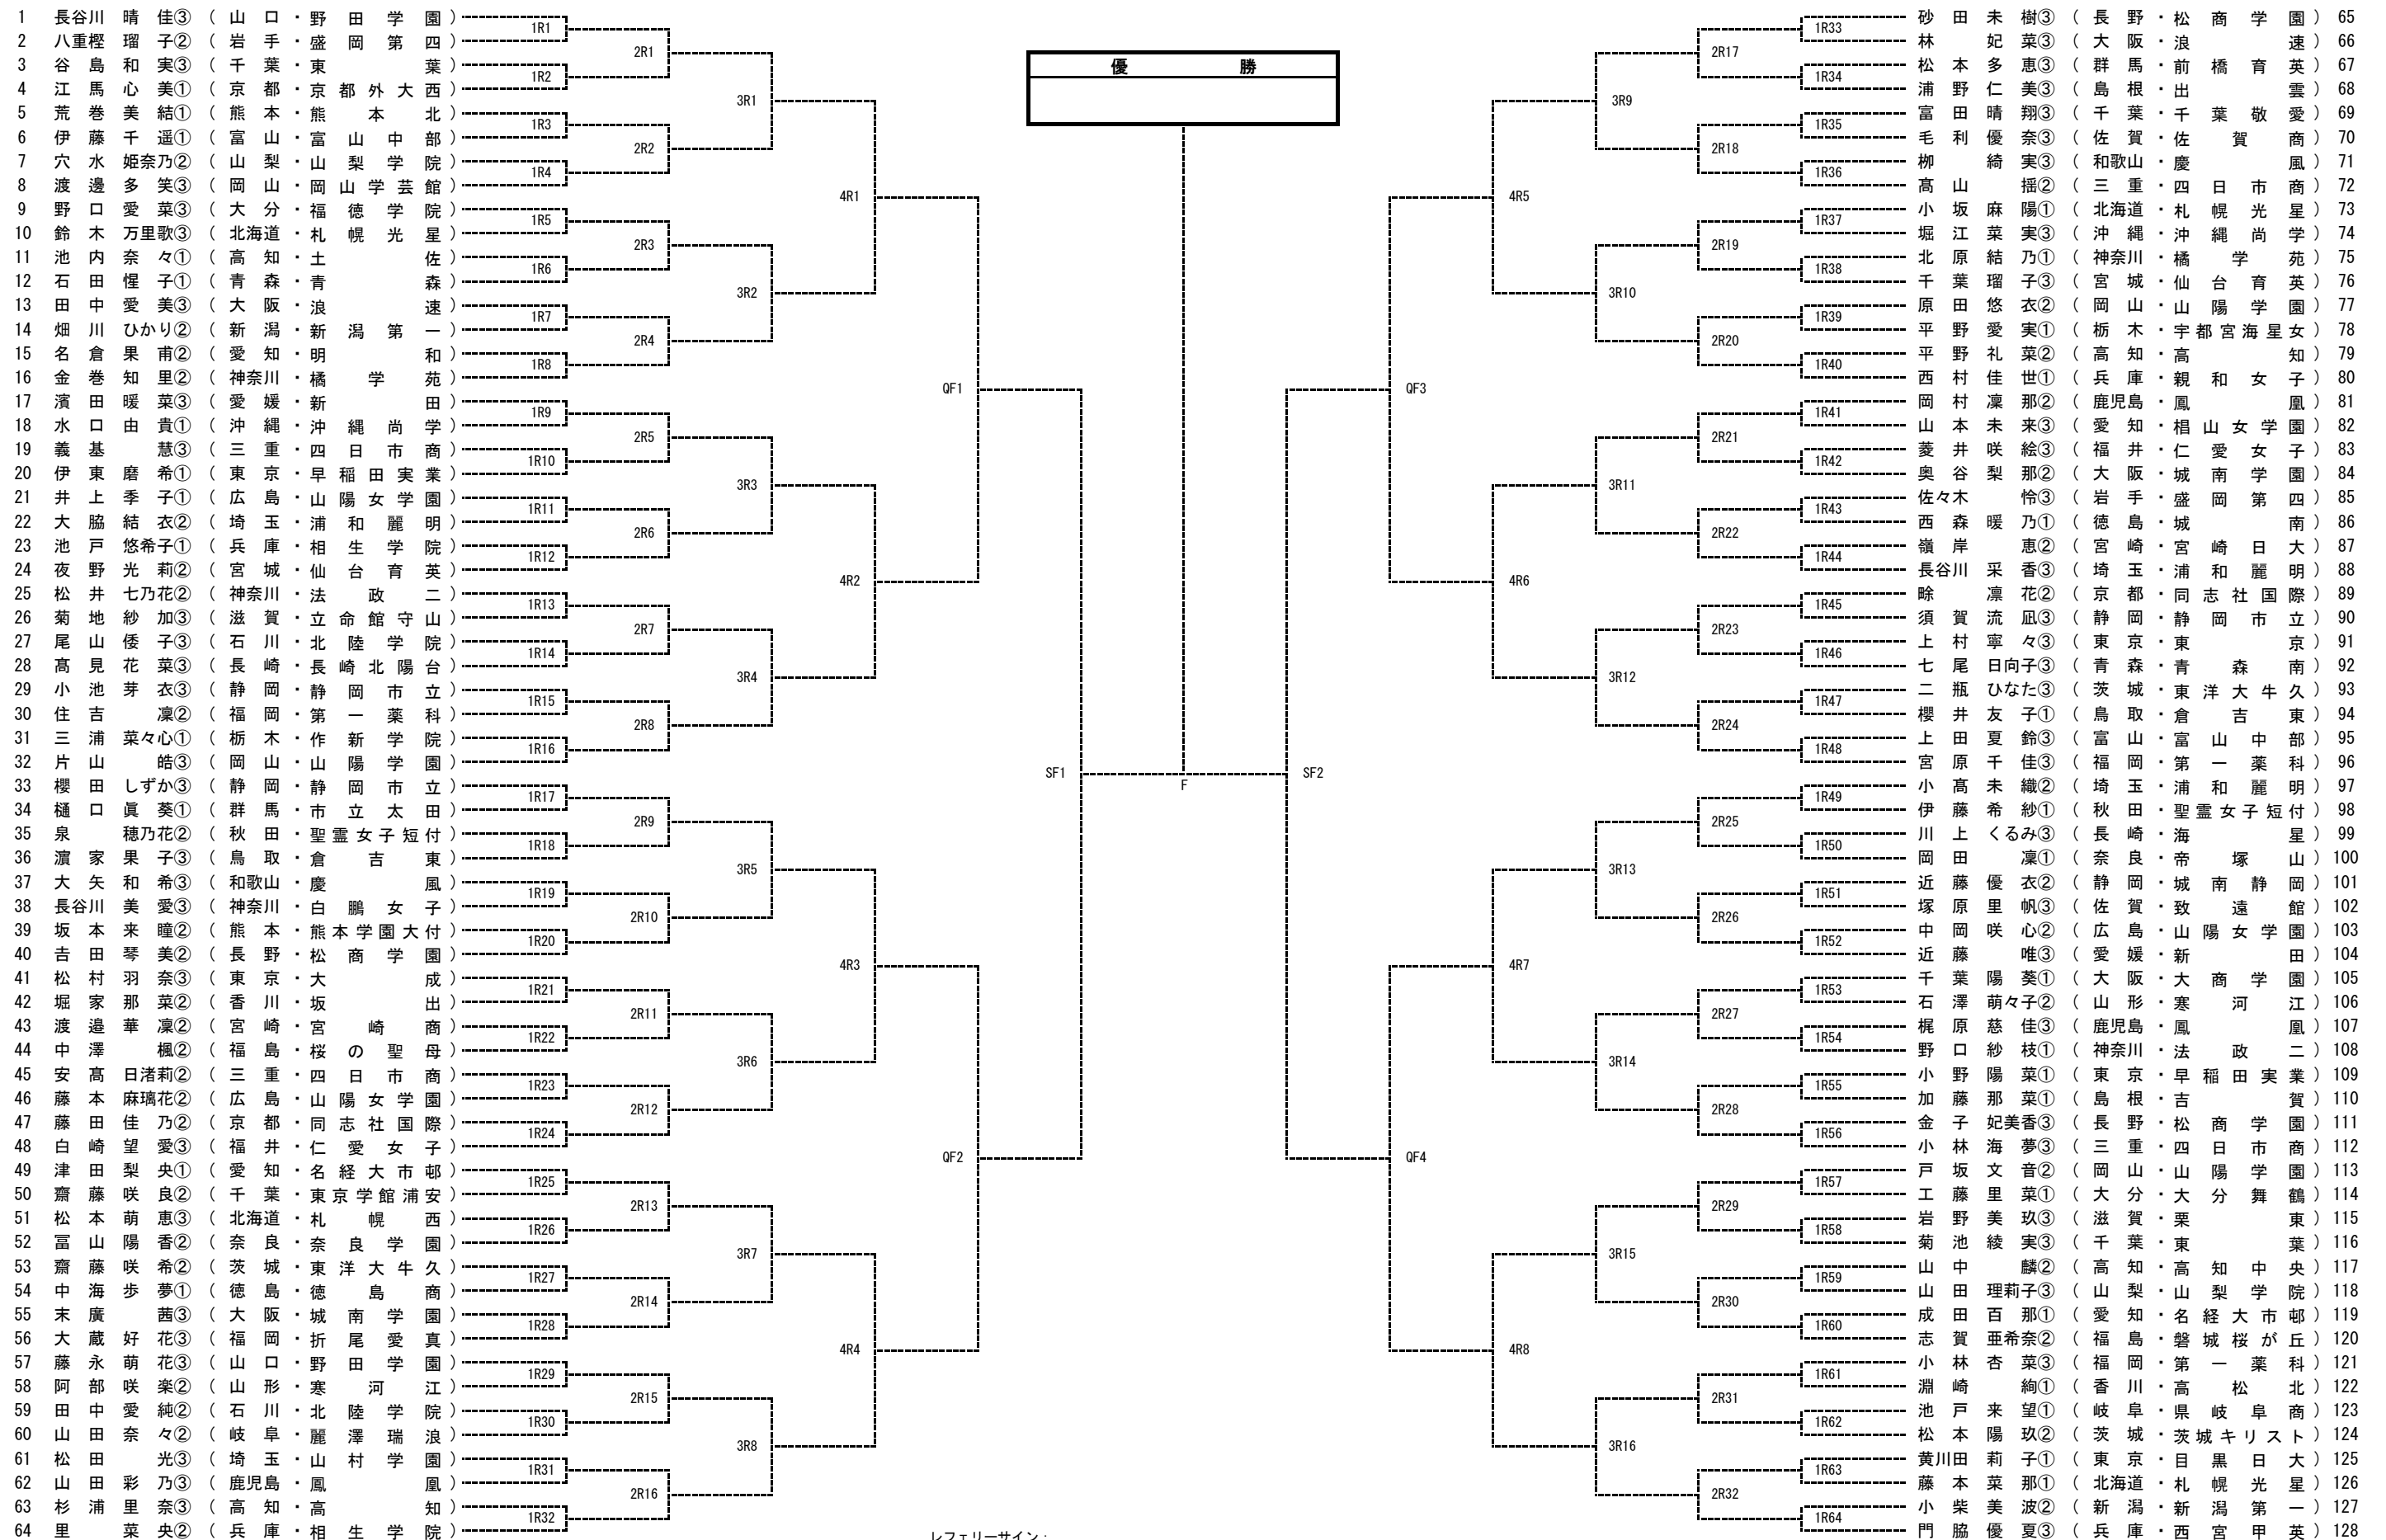 1 長谷川 晴 佳③ ( 山 口 ・ 野 田 学 園 )
2 八重樫 瑠 子② ( 岩 手 ・ 盛 岡 第 四 )
3 谷 島 和 実③ ( 千 葉 ・ 東 葉 )
4 江 馬 心 美① ( 京 都 ・ 京 都 外 大 西 )
5 荒 巻 美 結① ( 熊 本 ・ 熊 本 北 )
6 伊 藤 千 遥① ( 富 山 ・ 富 山 中 部 )
7 穴 水 姫奈乃② ( 山 梨 ・ 山 梨 学 院 )
8 渡 邊 多 笑③ ( 岡 山 ・ 岡 山 学 芸 館 )
9 野 口 愛 菜③ ( 大 分 ・ 福 徳 学 院 )
10 鈴 木 万里歌③ ( 北海道 ・ 札 幌 光 星 )
11 池 内 奈 々① ( 高 知 ・ 土 佐 )
12 石 田 惺 子① ( 青 森 ・ 青 森 )
13 田 中 愛 美③ ( 大 阪 ・ 浪 速 )
14 畑 川 ひかり② ( 新 潟 ・ 新 潟 第 一 )
15 名 倉 果 甫② ( 愛 知 ・ 明 和 )
16 金 巻 知 里② ( 神奈川 ・ 橘 学 苑 )
17 濱 田 暖 菜③ ( 愛 媛 ・ 新 田 )
18 水 口 由 貴① ( 沖 縄 ・ 沖 縄 尚 学 )
19 義 基 慧③ ( 三 重 ・ 四 日 市 商 )
20 伊 東 磨 希① ( 東 京 ・ 早 稲 田 実 業 )
21 井 上 季 子① ( 広 島 ・ 山 陽 女 学 園 )
22 大 脇 結 衣② ( 埼 玉 ・ 浦 和 麗 明 )
23 池 戸 悠希子① ( 兵 庫 ・ 相 生 学 院 )
24 夜 野 光 莉② ( 宮 城 ・ 仙 台 育 英 )
25 松 井 七乃花② ( 神奈川 ・ 法 政 二 )
26 菊 地 紗 加③ ( 滋 賀 ・ 立 命 館 守 山 )
27 尾 山 倭 子③ ( 石 川 ・ 北 陸 学 院 )
28 髙 見 花 菜③ ( 長 崎 ・ 長 崎 北 陽 台 )
29 小 池 芽 衣③ ( 静 岡 ・ 静 岡 市 立 )
30 住 吉 凜② ( 福 岡 ・ 第 一 薬 科 )
31 三 浦 菜々心① ( 栃 木 ・ 作 新 学 院 )
32 片 山 皓③ ( 岡 山 ・ 山 陽 学 園 )
33 櫻 田 しずか③ ( 静 岡 ・ 静 岡 市 立 )
34 樋 口 眞 葵① ( 群 馬 ・ 市 立 太 田 )
35 泉 穂乃花② ( 秋 田 ・ 聖 霊 女 子 短 付 )
36 濵 家 果 子③ ( 鳥 取 ・ 倉 吉 東 )
37 大 矢 和 希③ ( 和歌山 ・ 慶 風 )
38 長谷川 美 愛③ ( 神奈川 ・ 白 鵬 女 子 )
39 坂 本 来 瞳② ( 熊 本 ・ 熊 本 学 園 大 付 )
40 吉 田 琴 美② ( 長 野 ・ 松 商 学 園 )
41 松 村 羽 奈③ ( 東 京 ・ 大 成 )
42 堀 家 那 菜② ( 香 川 ・ 坂 出 )
43 渡 邉 華 凜② ( 宮 崎 ・ 宮 崎 商 )
44 中 澤 楓② ( 福 島 ・ 桜 の 聖 母 )
45 安 髙 日渚莉② ( 三 重 ・ 四 日 市 商 )
46 藤 本 麻璃花② ( 広 島 ・ 山 陽 女 学 園 )
47 藤 田 佳 乃② ( 京 都 ・ 同 志 社 国 際 )
48 白 崎 望 愛③ ( 福 井 ・ 仁 愛 女 子 )
49 津 田 梨 央① ( 愛 知 ・ 名 経 大 市 邨 )
50 齋 藤 咲 良② ( 千 葉 ・ 東 京 学 館 浦 安 )
51 松 本 萌 恵③ ( 北海道 ・ 札 幌 西 )
52 冨 山 陽 香② ( 奈 良 ・ 奈 良 学 園 )
53 齋 藤 咲 希② ( 茨 城 ・ 東 洋 大 牛 久 )
54 中 海 歩 夢① ( 徳 島 ・ 徳 島 商 )
55 末 廣 茜③ ( 大 阪 ・ 城 南 学 園 )
56 大 蔵 好 花③ ( 福 岡 ・ 折 尾 愛 真 )
57 藤 永 萌 花③ ( 山 口 ・ 野 田 学 園 )
58 阿 部 咲 楽② ( 山 形 ・ 寒 河 江 )
59 田 中 愛 純② ( 石 川 ・ 北 陸 学 院 )
60 山 田 奈 々② ( 岐 阜 ・ 麗 澤 瑞 浪 )
61 松 田 光③ ( 埼 玉 ・ 山 村 学 園 )
62 山 田 彩 乃③ ( 鹿児島 ・ 鳳 凰 )
63 杉 浦 里 奈③ ( 高 知 ・ 高 知 )
64 里 菜 央② ( 兵 庫 ・ 相 生 学 院 )
1R1
1R2
1R3
1R4
1R5
1R6
1R7
1R8
1R9
1R10
1R11
1R12
1R13
1R14
1R15
1R16
1R17
1R18
1R19
1R20
1R21
1R22
1R23
1R24
1R25
1R26
1R27
1R28
1R29
1R30
1R31
1R32
2R1
2R2
2R3
2R4
2R5
2R6
2R7
2R8
2R9
2R10
2R11
2R12
2R13
2R14
2R15
2R16
3R1
3R2
3R3
3R4
3R5
3R6
3R7
3R8
4R1
4R2
4R3
4R4
QF1
QF2
SF1
優 勝
F
レフェリーサイン：
SF2
QF3
QF4
4R5
4R6
4R7
4R8
3R9
3R10
3R11
3R12
3R13
3R14
3R15
3R16
2R17
2R18
2R19
2R20
2R21
2R22
2R23
2R24
2R25
2R26
2R27
2R28
2R29
2R30
2R31
2R32
1R33
1R34
1R35
1R36
1R37
1R38
1R39
1R40
1R41
1R42
1R43
1R44
1R45
1R46
1R47
1R48
1R49
1R50
1R51
1R52
1R53
1R54
1R55
1R56
1R57
1R58
1R59
1R60
1R61
1R62
1R63
1R64
砂 田 未 樹③ ( 長 野 ・ 松 商 学 園 ) 65
林 妃 菜③ ( 大 阪 ・ 浪 速 ) 66
松 本 多 恵③ ( 群 馬 ・ 前 橋 育 英 ) 67
浦 野 仁 美③ ( 島 根 ・ 出 雲 ) 68
富 田 晴 翔③ ( 千 葉 ・ 千 葉 敬 愛 ) 69
毛 利 優 奈③ ( 佐 賀 ・ 佐 賀 商 ) 70
栁 綺 実③ ( 和歌山 ・ 慶 風 ) 71
髙 山 揺② ( 三 重 ・ 四 日 市 商 ) 72
小 坂 麻 陽① ( 北海道 ・ 札 幌 光 星 ) 73
堀 江 菜 実③ ( 沖 縄 ・ 沖 縄 尚 学 ) 74
北 原 結 乃① ( 神奈川 ・ 橘 学 苑 ) 75
千 葉 瑠 子③ ( 宮 城 ・ 仙 台 育 英 ) 76
原 田 悠 衣② ( 岡 山 ・ 山 陽 学 園 ) 77
平 野 愛 実① ( 栃 木 ・ 宇 都 宮 海 星 女 ) 78
平 野 礼 菜② ( 高 知 ・ 高 知 ) 79
西 村 佳 世① ( 兵 庫 ・ 親 和 女 子 ) 80
岡 村 凜 那② ( 鹿児島 ・ 鳳 凰 ) 81
山 本 未 来③ ( 愛 知 ・ 椙 山 女 学 園 ) 82
菱 井 咲 絵③ ( 福 井 ・ 仁 愛 女 子 ) 83
奥 谷 梨 那② ( 大 阪 ・ 城 南 学 園 ) 84
佐々木 怜③ ( 岩 手 ・ 盛 岡 第 四 ) 85
西 森 暖 乃① ( 徳 島 ・ 城 南 ) 86
嶺 岸 恵② ( 宮 崎 ・ 宮 崎 日 大 ) 87
長谷川 采 香③ ( 埼 玉 ・ 浦 和 麗 明 ) 88
畭 凛 花② ( 京 都 ・ 同 志 社 国 際 ) 89
須 賀 流 凪③ ( 静 岡 ・ 静 岡 市 立 ) 90
上 村 寧 々③ ( 東 京 ・ 東 京 ) 91
七 尾 日向子③ ( 青 森 ・ 青 森 南 ) 92
二 瓶 ひなた③ ( 茨 城 ・ 東 洋 大 牛 久 ) 93
櫻 井 友 子① ( 鳥 取 ・ 倉 吉 東 ) 94
上 田 夏 鈴③ ( 富 山 ・ 富 山 中 部 ) 95
宮 原 千 佳③ ( 福 岡 ・ 第 一 薬 科 ) 96
小 髙 未 織② ( 埼 玉 ・ 浦 和 麗 明 ) 97
伊 藤 希 紗① ( 秋 田 ・ 聖 霊 女 子 短 付 ) 98
川 上 くるみ③ ( 長 崎 ・ 海 星 ) 99
岡 田 凜① ( 奈 良 ・ 帝 塚 山 ) 100
近 藤 優 衣② ( 静 岡 ・ 城 南 静 岡 ) 101
塚 原 里 帆③ ( 佐 賀 ・ 致 遠 館 ) 102
中 岡 咲 心② ( 広 島 ・ 山 陽 女 学 園 ) 103
近 藤 唯③ ( 愛 媛 ・ 新 田 ) 104
千 葉 陽 葵① ( 大 阪 ・ 大 商 学 園 ) 105
石 澤 萌々子② ( 山 形 ・ 寒 河 江 ) 106
梶 原 慈 佳③ ( 鹿児島 ・ 鳳 凰 ) 107
野 口 紗 枝① ( 神奈川 ・ 法 政 二 ) 108
小 野 陽 菜① ( 東 京 ・ 早 稲 田 実 業 ) 109
加 藤 那 菜① ( 島 根 ・ 吉 賀 ) 110
金 子 妃美香③ ( 長 野 ・ 松 商 学 園 ) 111
小 林 海 夢③ ( 三 重 ・ 四 日 市 商 ) 112
戸 坂 文 音② ( 岡 山 ・ 山 陽 学 園 ) 113
工 藤 里 菜① ( 大 分 ・ 大 分 舞 鶴 ) 114
岩 野 美 玖③ ( 滋 賀 ・ 栗 東 ) 115
菊 池 綾 実③ ( 千 葉 ・ 東 葉 ) 116
山 中 麟② ( 高 知 ・ 高 知 中 央 ) 117
山 田 理莉子③ ( 山 梨 ・ 山 梨 学 院 ) 118
成 田 百 那① ( 愛 知 ・ 名 経 大 市 邨 ) 119
志 賀 亜希奈② ( 福 島 ・ 磐 城 桜 が 丘 ) 120
小 林 杏 菜③ ( 福 岡 ・ 第 一 薬 科 ) 121
淵 崎 絢① ( 香 川 ・ 高 松 北 ) 122
池 戸 来 望① ( 岐 阜 ・ 県 岐 阜 商 ) 123
松 本 陽 玖② ( 茨 城 ・ 茨 城 キ リ ス ト ) 124
黄川田 莉 子① ( 東 京 ・ 目 黒 日 大 ) 125
藤 本 菜 那① ( 北海道 ・ 札 幌 光 星 ) 126
小 柴 美 波② ( 新 潟 ・ 新 潟 第 一 ) 127
門 脇 優 夏③ ( 兵 庫 ・ 西 宮 甲 英 ) 128